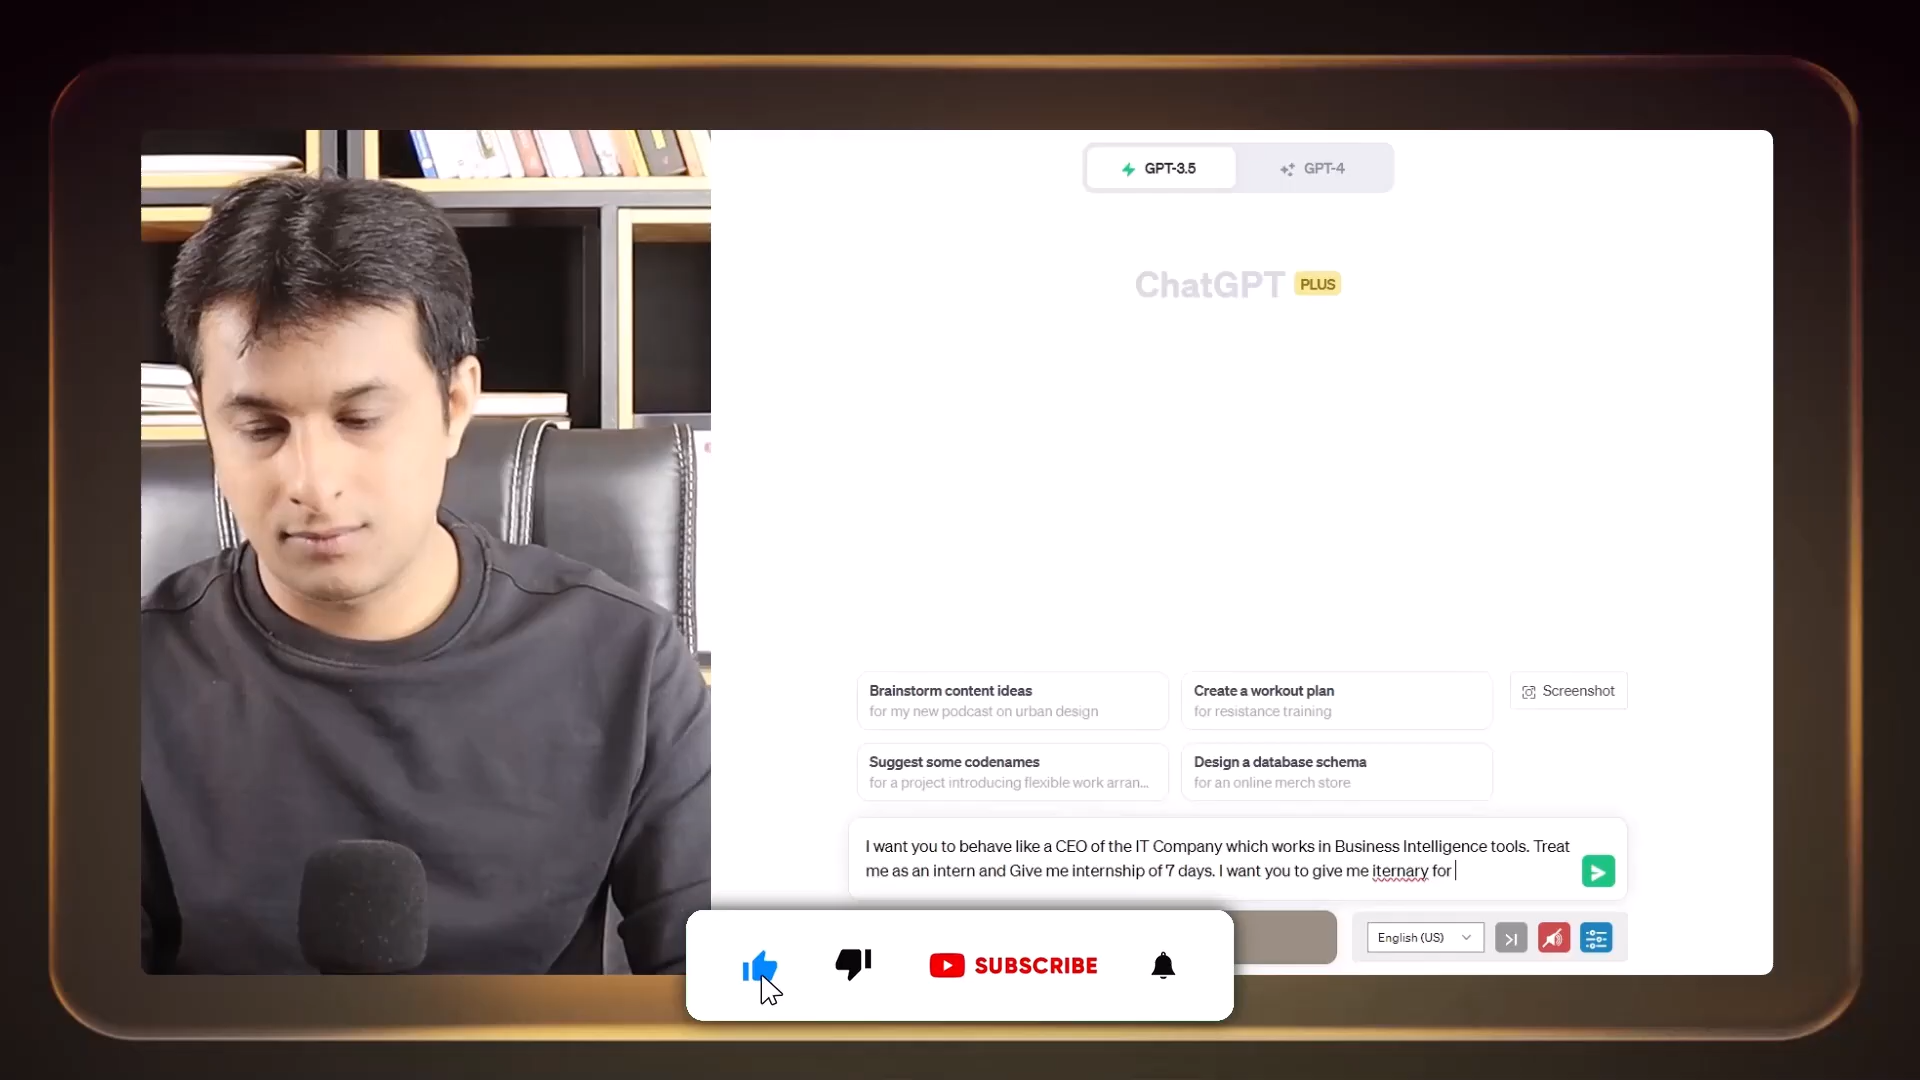 GPT-3.5
GPT-4
ChatGPT PLUS
Brainstorm content ideas
for my new podcast on urban design
Create a workout plan
for resistance training
Screenshot
Suggest some codenames
for a project introducing flexible work arran...
Design a database schema
for an online merch store
I want you to behave like a CEO of the IT Company which works in Business Intelligence tools. Treat
me as an intern and Give me internship of 7 days. I want you to give me iternary for
English (US)
SUBSCRIBE